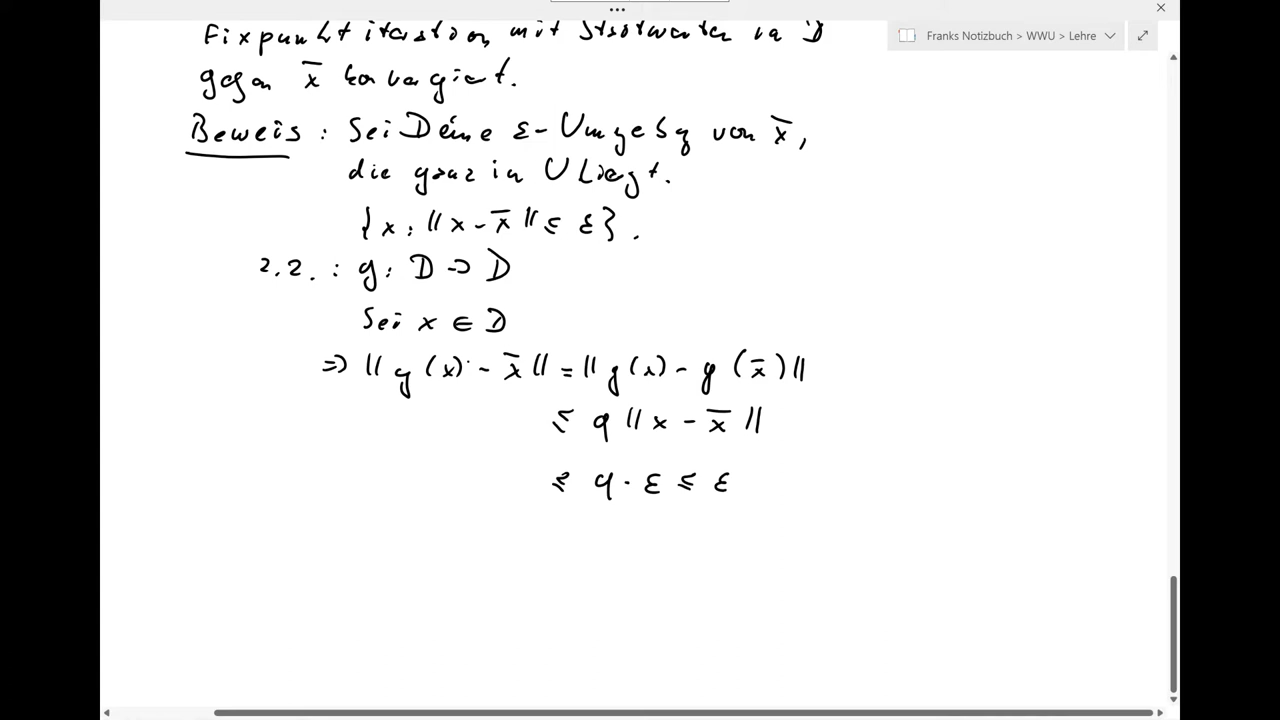 Franks Notizbuch > WWU > Lehre
Fixpunktiteration mit Startwerten in D
gegen x̄ konvergiert.
Beweis : Sei D eine ε-Umgebg von x̄,
die ganz in U liegt.
{x : ||x - x̄|| ≤ ε}.
z.z. : g : D → D
Sei x ∈ D
⇒ ||g(x) - x̄|| = ||g(x) - g(x̄)||
≤ q ||x - x̄||
≤ q · ε ≤ ε